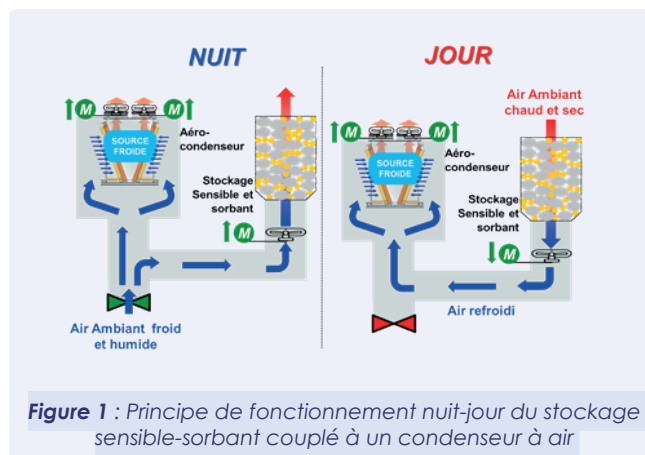 NUIT
M
M
SOURCE
FROIDE
Aéro-
condenseur
Stockage
Sensible et
sorbant
M
Air Ambiant froid
et humide
JOUR
Air Ambiant
chaud et sec
M
M
SOURCE
FROIDE
Aéro-
condenseur
Stockage
Sensible et
sorbant
M
Air refroidi
Figure 1 : Principe de fonctionnement nuit-jour du stockage
sensible-sorbant couplé à un condenseur à air